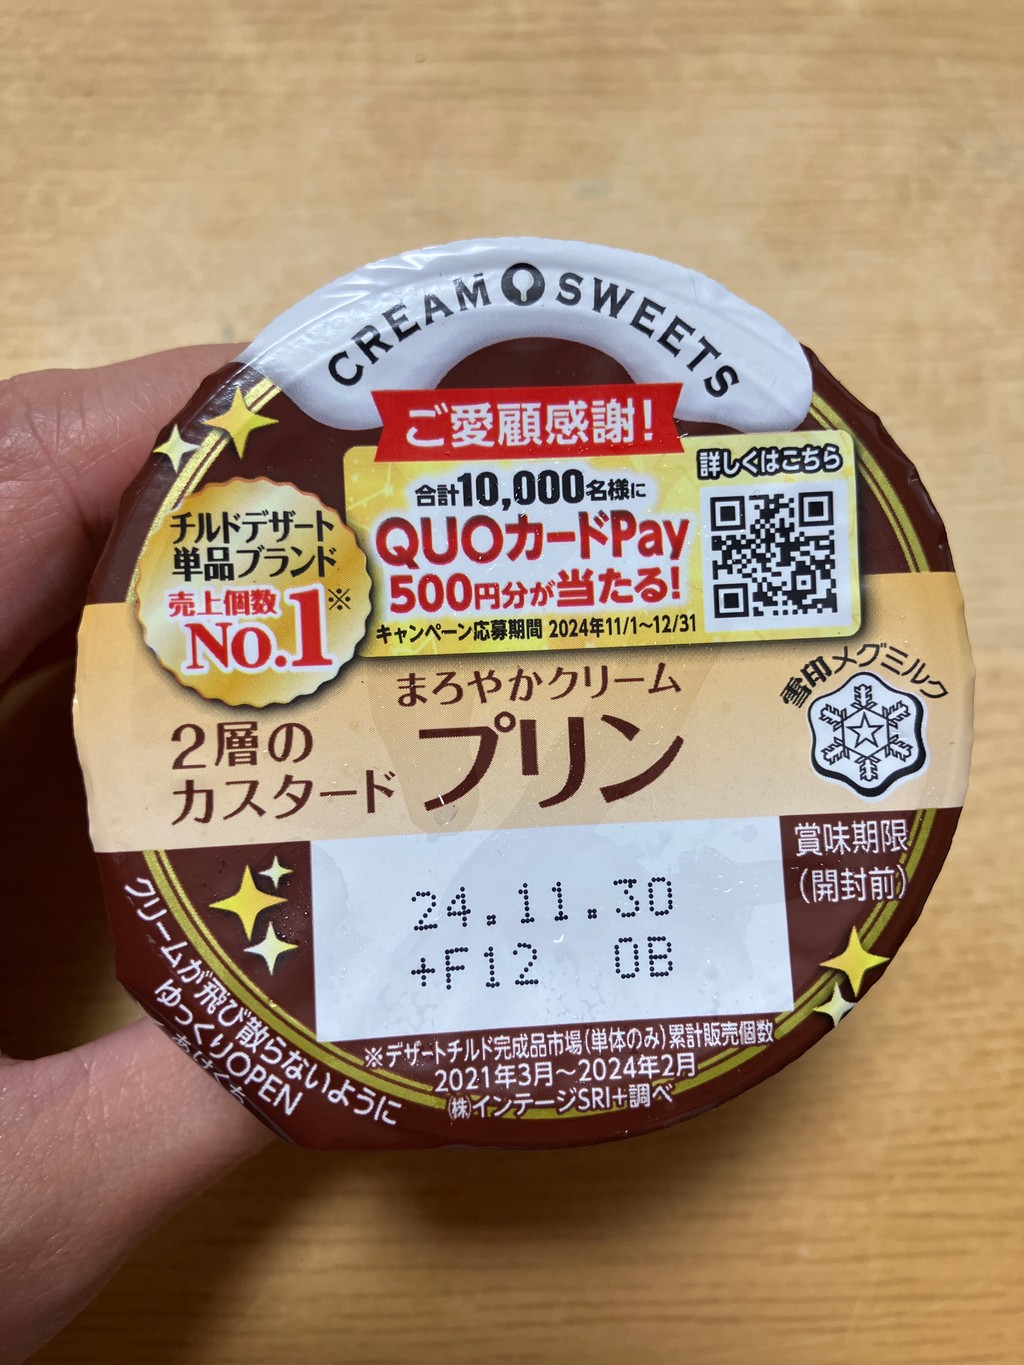 CREAM SWEETS
ご愛顧感謝!
合計10,000名様に
QUOカードPay
500円分が当たる!
キャンペーン応募期間 2024年11/1～12/31
詳しくはこちら
チルドデザート
単品ブランド
売上個数※
No.1
まろやかクリーム
2層の
カスタード
プリン
雪印メグミルク
賞味期限
(開封前)
24.11.30
+F12 0B
※デザートチルド完成品市場(単体のみ)累計販売個数
2021年3月～2024年2月
㈱インテージSRI+調べ
クリームが飛び散らないように
ゆっくりOPEN
あけくち